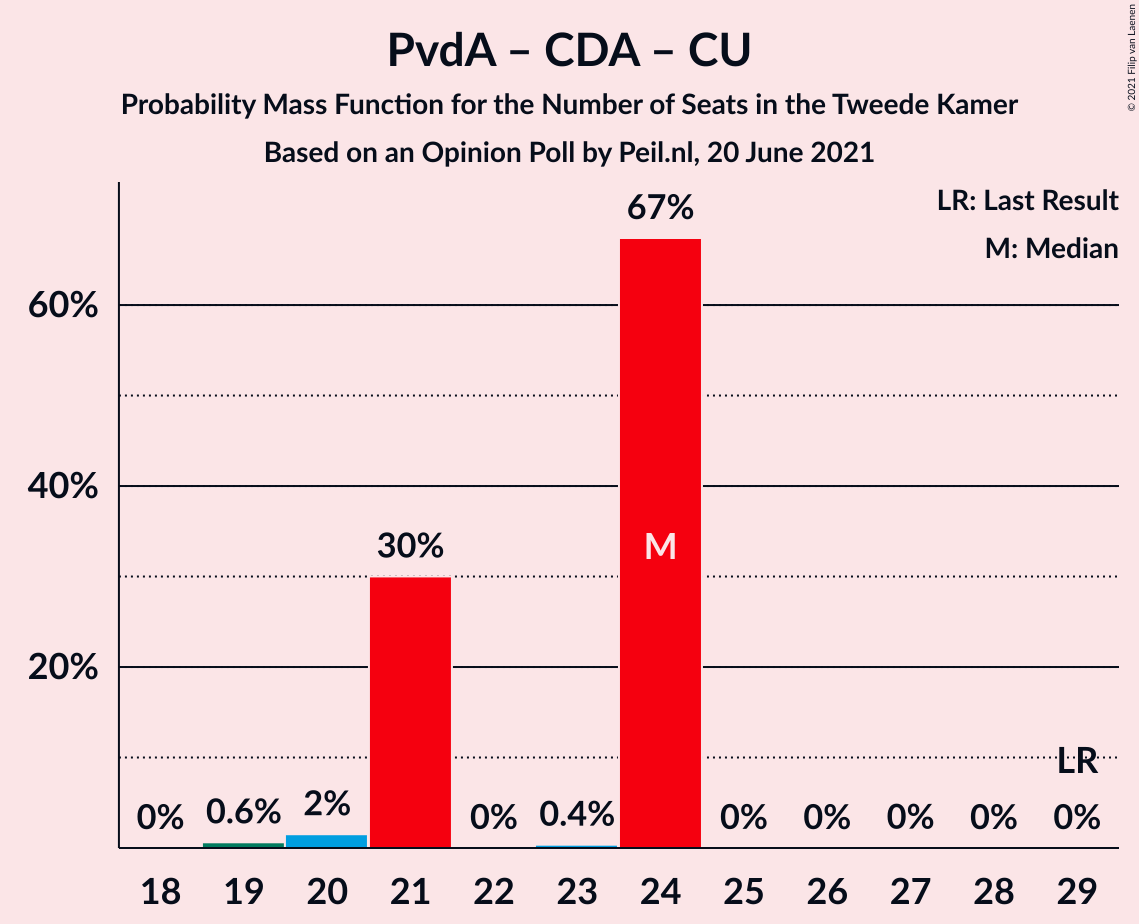 PvdA – CDA – CU
Probability Mass Function for the Number of Seats in the Tweede Kamer
Based on an Opinion Poll by Peil.nl, 20 June 2021
© 2021 Filip van Laenen
LR: Last Result
M: Median
67%
60%
40%
30%
M
20%
LR
0% 0.6% 2% 0% 0.4% 0% 0% 0% 0% 0%
18 19 20 21 22 23 24 25 26 27 28 29